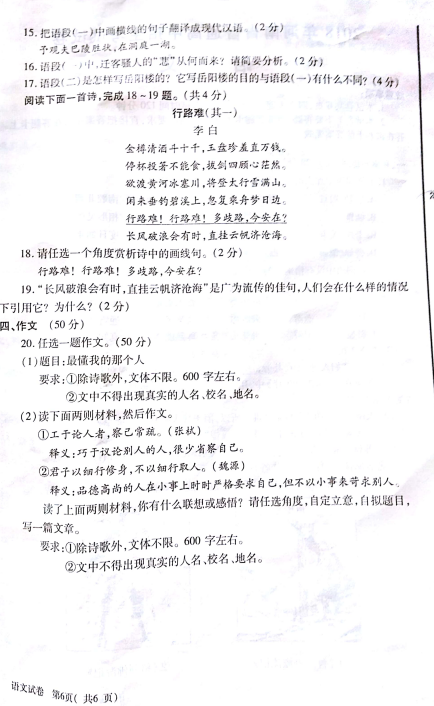 15. 把语段(一)中画横线的句子翻译成现代汉语。(2 分)
予观夫巴陵胜状,在洞庭一湖。
16. 语段(一)中,迁客骚人的“悲”从何而来? 请简要分析。(2 分)
17. 语段(二)是怎样写岳阳楼的? 它写岳阳楼的目的与语段(一)有什么不同? (4 分)
阅读下面一首诗,完成 18～19 题。(共 4 分)
行路难(其一)
李 白
金樽清酒斗十千,玉盘珍羞直万钱。
停杯投箸不能食,拔剑四顾心茫然。
欲渡黄河冰塞川,将登太行雪满山。
闲来垂钓碧溪上,忽复乘舟梦日边。
行路难! 行路难! 多歧路,今安在?
长风破浪会有时,直挂云帆济沧海。
18. 请任选一个角度赏析诗中的画线句。(2 分)
行路难! 行路难! 多歧路,今安在?
19. “长风破浪会有时,直挂云帆济沧海”是广为流传的佳句,人们会在什么样的情况
下引用它? 为什么? (2 分)
四、作文 (50 分)
20. 任选一题作文。(50 分)
(1)题目:最懂我的那个人
要求:①除诗歌外,文体不限。600 字左右。
②文中不得出现真实的人名、校名、地名。
(2)读下面两则材料,然后作文。
①工于论人者,察己常疏。(张栻)
释义:巧于议论别人的人,很少省察自己。
②君子以细行修身,不以细行取人。(魏源)
释义:品德高尚的人在小事上时时严格要求自己,但不以小事来苛求别人。
读了上面两则材料,你有什么联想或感悟? 请任选角度,自定立意,自拟题目,
写一篇文章。
要求:①除诗歌外,文体不限。600 字左右。
②文中不得出现真实的人名、校名、地名。
语文试卷 第6页( 共6 页)